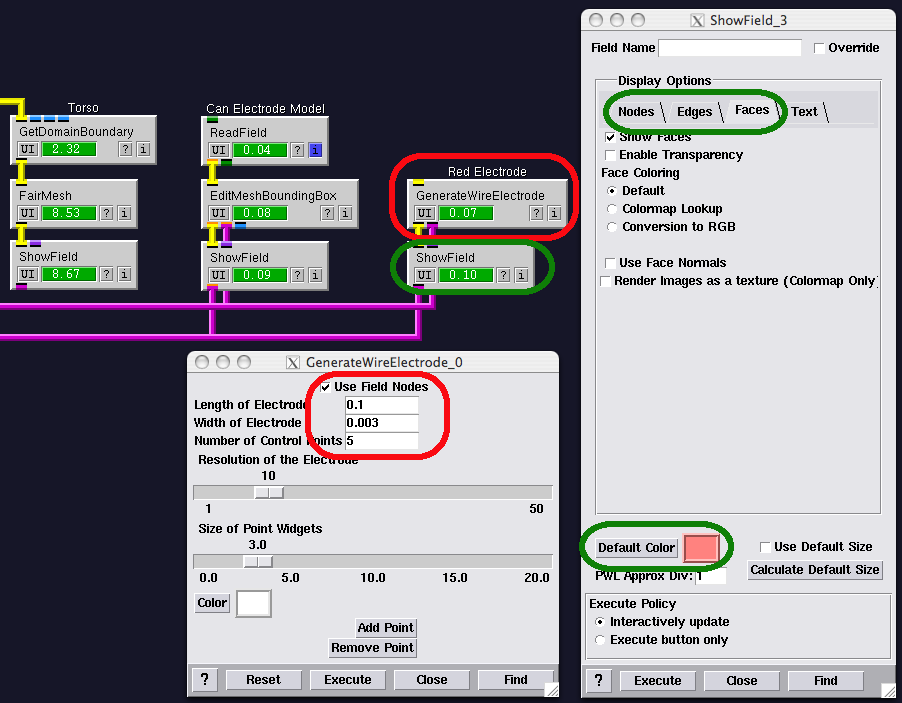 Torso
GetDomainBoundary
UI 2.32 ? i
FairMesh
UI 8.53 ? i
ShowField
UI 8.67 ? i
Can Electrode Model
ReadField
UI 0.04 ? i
EditMeshBoundingBox
UI 0.08 ? i
ShowField
UI 0.09 ? i
Red Electrode
GenerateWireElectrode
UI 0.07 ? i
ShowField
UI 0.10 ? i
GenerateWireElectrode_0
Use Field Nodes
Length of Electrode 0.1
Width of Electrode 0.003
Number of Control Points 5
Resolution of the Electrode
10
1 50
Size of Point Widgets
3.0
0.0 5.0 10.0 15.0 20.0
Color
Add Point
Remove Point
? Reset Execute Close Find
ShowField_3
Field Name Override
Display Options
Nodes Edges Faces Text
Show Faces
Enable Transparency
Face Coloring
Default
Colormap Lookup
Conversion to RGB
Use Face Normals
Render Images as a texture (Colormap Only)
Default Color Use Default Size
PWL Approx Div: 1 Calculate Default Size
Execute Policy
Interactively update
Execute button only
? Execute Close Find